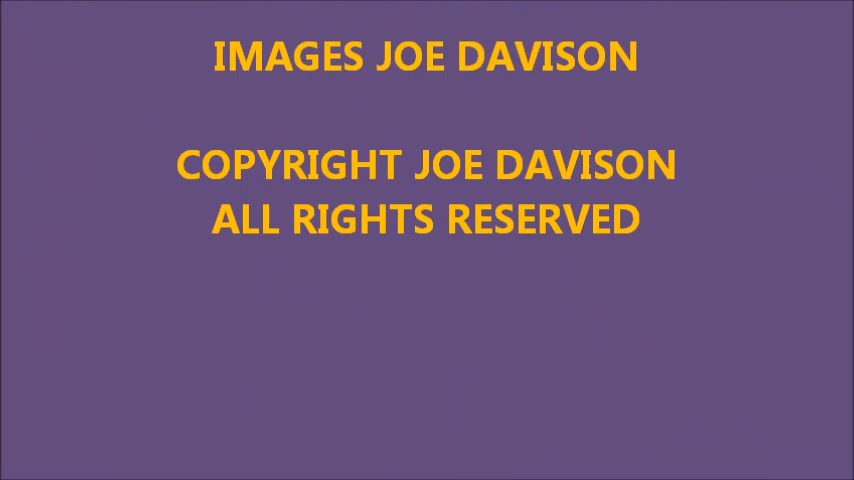 IMAGES JOE DAVISON
COPYRIGHT JOE DAVISON
ALL RIGHTS RESERVED